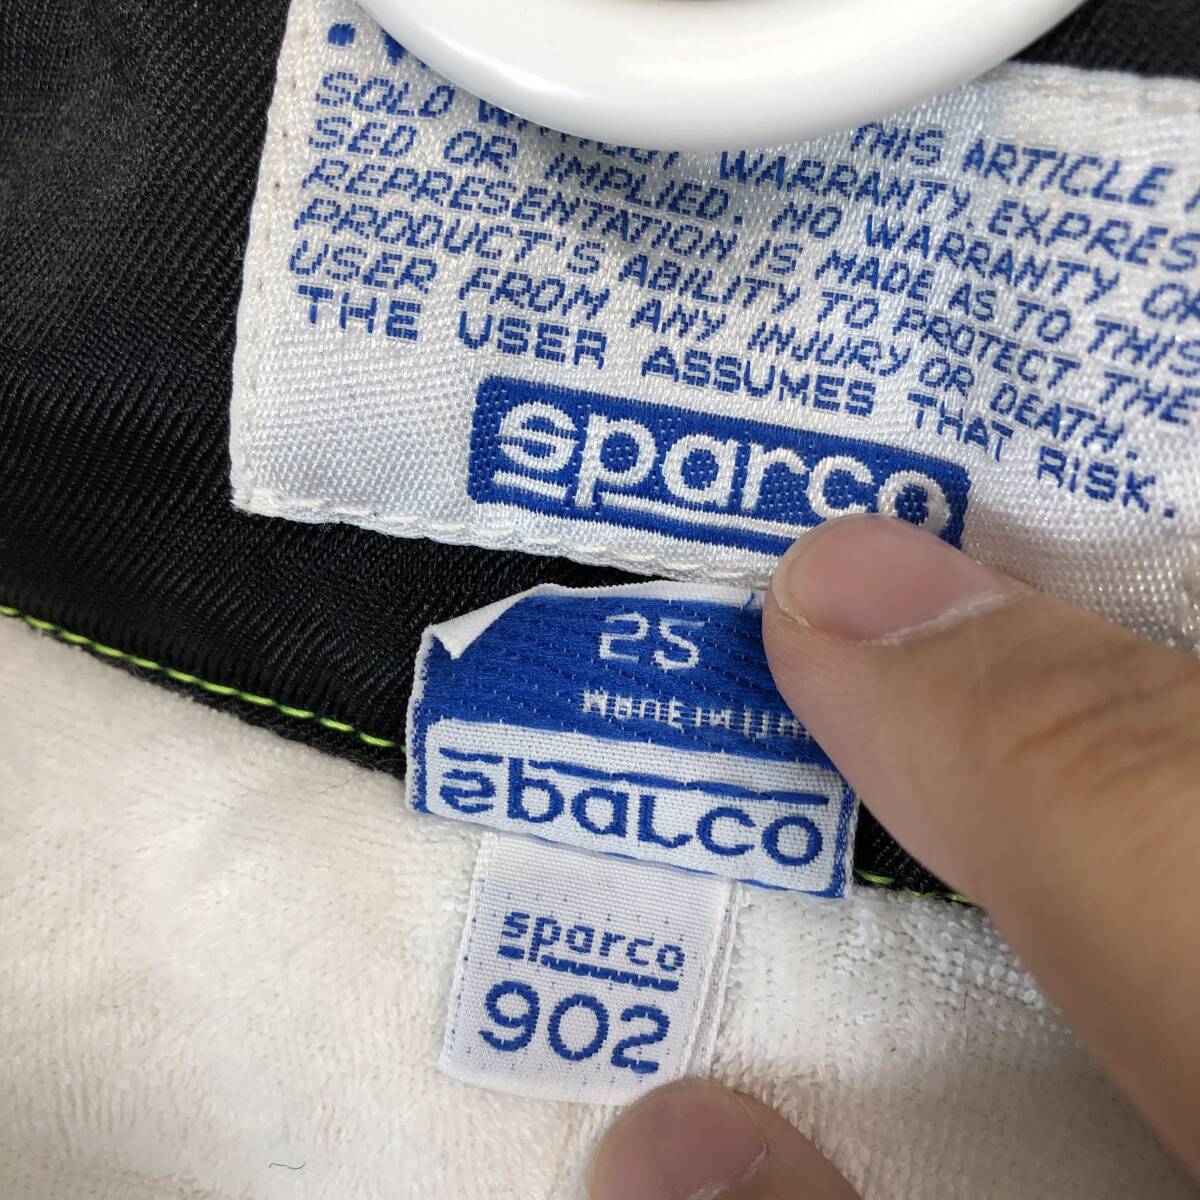 SOLD WITHOUT WARRANTY, EXPRES
THIS ARTICLE
SED OR IMPLIED. NO WARRANTY OR
REPRESENTATION IS MADE AS TO THIS
PRODUCT'S ABILITY TO PROTECT THE
USER FROM ANY INJURY OR DEATH.
THE USER ASSUMES THAT RISK.
sparco
25
sparco
sparco
902